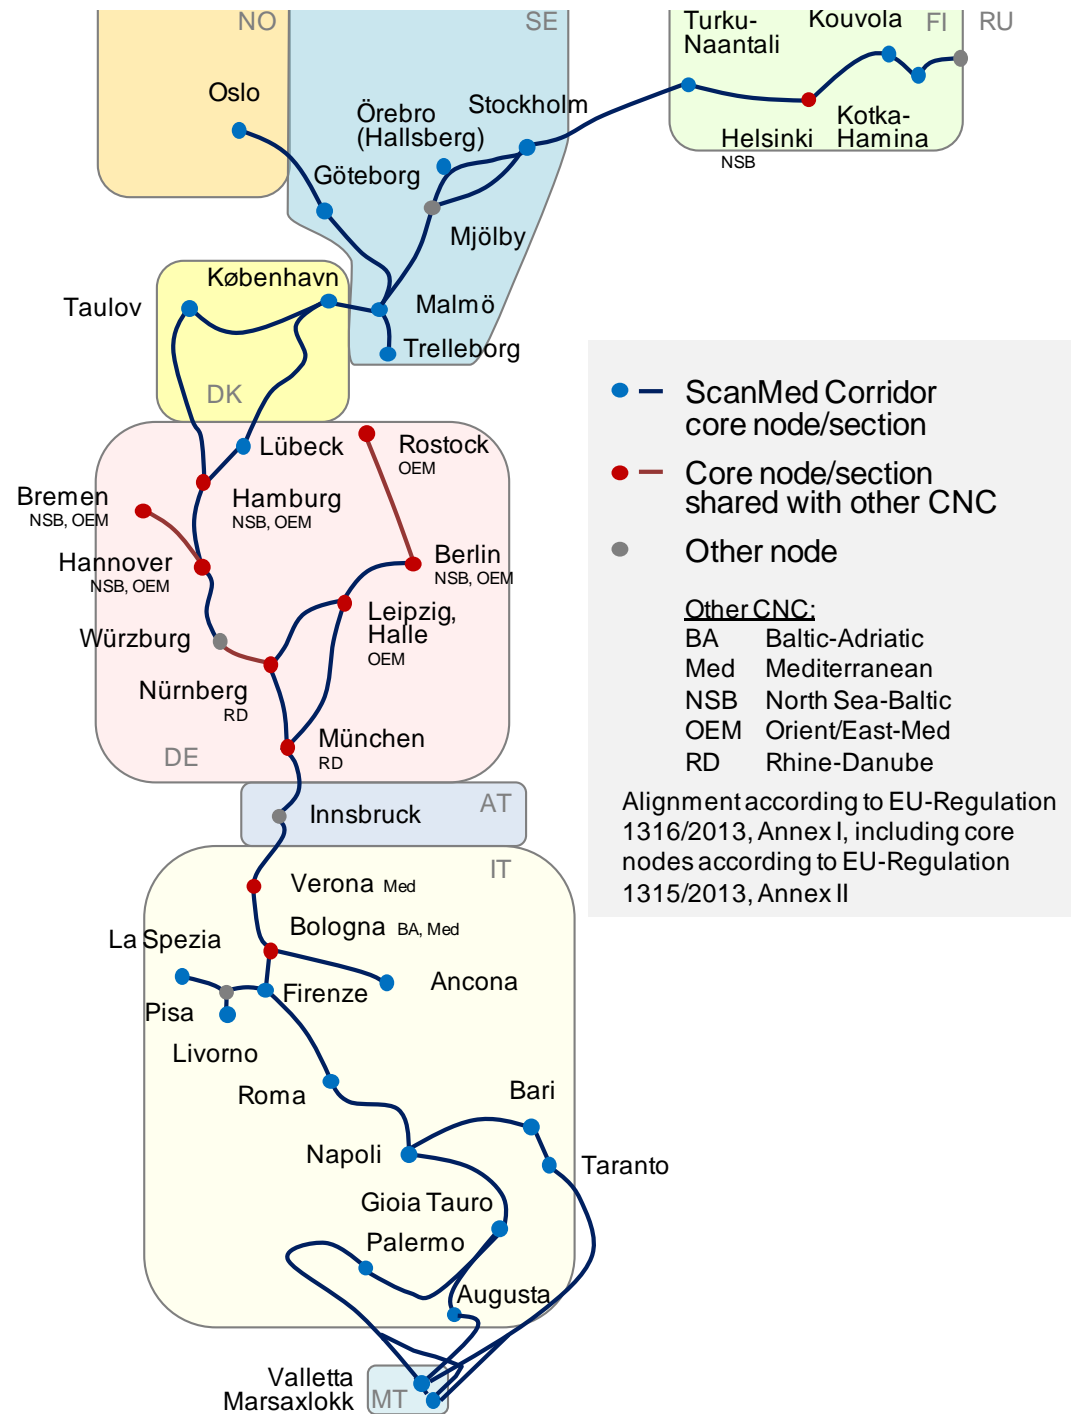 NO
SE
Turku-
Naantali
Kouvola
FI
RU
Oslo
Örebro
(Hallsberg)
Stockholm
Helsinki
NSB
Kotka-
Hamina
Göteborg
Mjölby
København
Taulov
Malmö
Trelleborg
DK
Lübeck
Rostock
OEM
Bremen
NSB, OEM
Hamburg
NSB, OEM
Hannover
NSB, OEM
Berlin
NSB, OEM
Leipzig,
Halle
OEM
Würzburg
Nürnberg
RD
München
RD
DE
AT
Innsbruck
IT
Verona Med
Bologna BA, Med
La Spezia
Ancona
Firenze
Pisa
Livorno
Roma
Bari
Napoli
Taranto
Gioia Tauro
Palermo
Augusta
Valletta
Marsaxlokk
MT
ScanMed Corridor
core node/section
Core node/section
shared with other CNC
Other node
Other CNC:
BA Baltic-Adriatic
Med Mediterranean
NSB North Sea-Baltic
OEM Orient/East-Med
RD Rhine-Danube
Alignment according to EU-Regulation
1316/2013, Annex I, including core
nodes according to EU-Regulation
1315/2013, Annex II